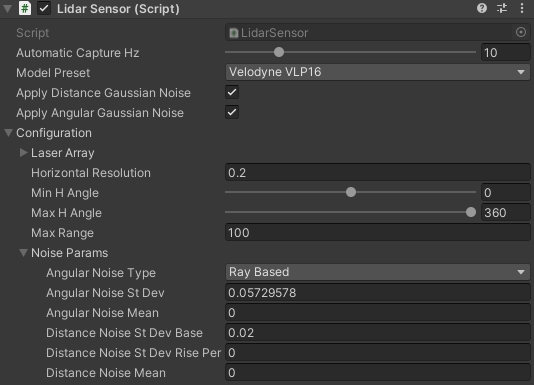 Lidar Sensor (Script)
Script LidarSensor
Automatic Capture Hz 10
Model Preset Velodyne VLP16
Apply Distance Gaussian Noise
Apply Angular Gaussian Noise
Configuration
Laser Array
Horizontal Resolution 0.2
Min H Angle 0
Max H Angle 360
Max Range 100
Noise Params
Angular Noise Type Ray Based
Angular Noise St Dev 0.05729578
Angular Noise Mean 0
Distance Noise St Dev Base 0.02
Distance Noise St Dev Rise Per 0
Distance Noise Mean 0